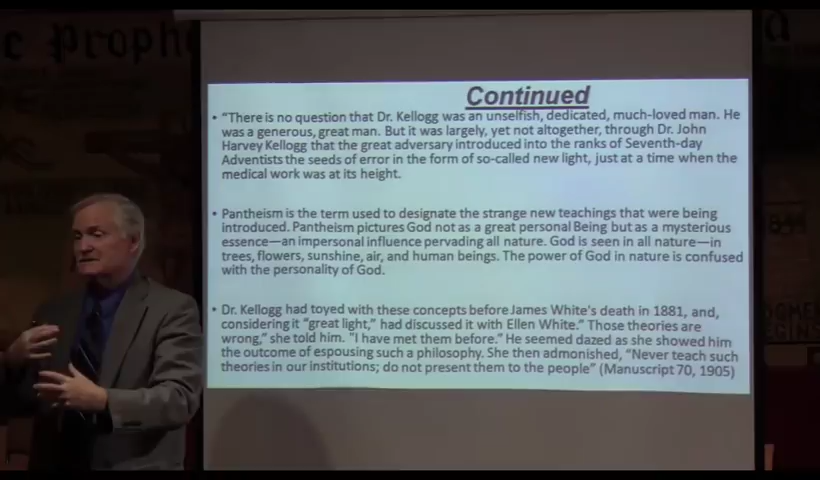 e Proph
Continued
• "There is no question that Dr. Kellogg was an unselfish, dedicated, much-loved man. He
was a generous, great man. But it was largely, yet not altogether, through Dr. John
Harvey Kellogg that the great adversary introduced into the ranks of Seventh-day
Adventists the seeds of error in the form of so-called new light, just at a time when the
medical work was at its height.
• Pantheism is the term used to designate the strange new teachings that were being
introduced. Pantheism pictures God not as a great personal Being but as a mysterious
essence—an impersonal influence pervading all nature. God is seen in all nature—in
trees, flowers, sunshine, air, and human beings. The power of God in nature is confused
with the personality of God.
• Dr. Kellogg had toyed with these concepts before James White's death in 1881, and,
considering it "great light," had discussed it with Ellen White." Those theories are
wrong," she told him. "I have met them before." He seemed dazed as she showed him
the outcome of espousing such a philosophy. She then admonished, "Never teach such
theories in our institutions; do not present them to the people" (Manuscript 70, 1905)